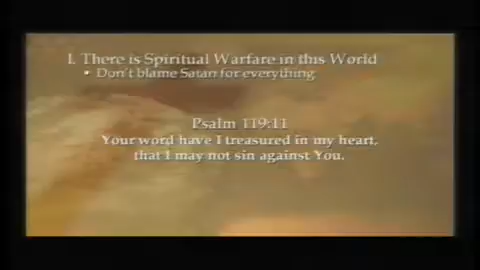 I. There is Spiritual Warfare in this World
• Don't blame Satan for everything
Psalm 119:11
Your word have I treasured in my heart,
that I may not sin against You.